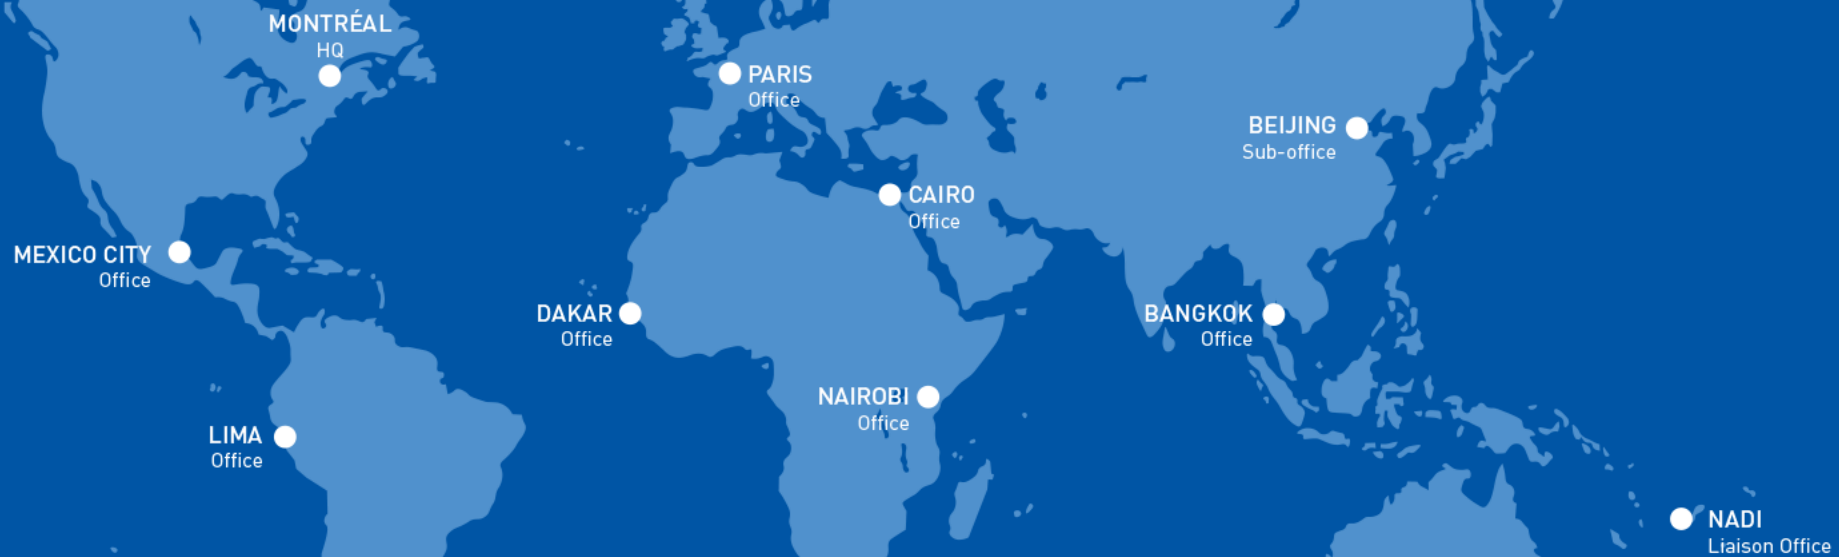 MONTRÉAL
HQ
PARIS
Office
BEIJING
Sub-office
CAIRO
Office
MEXICO CITY
Office
DAKAR
Office
BANGKOK
Office
NAIROBI
Office
LIMA
Office
NADI
Liaison Office